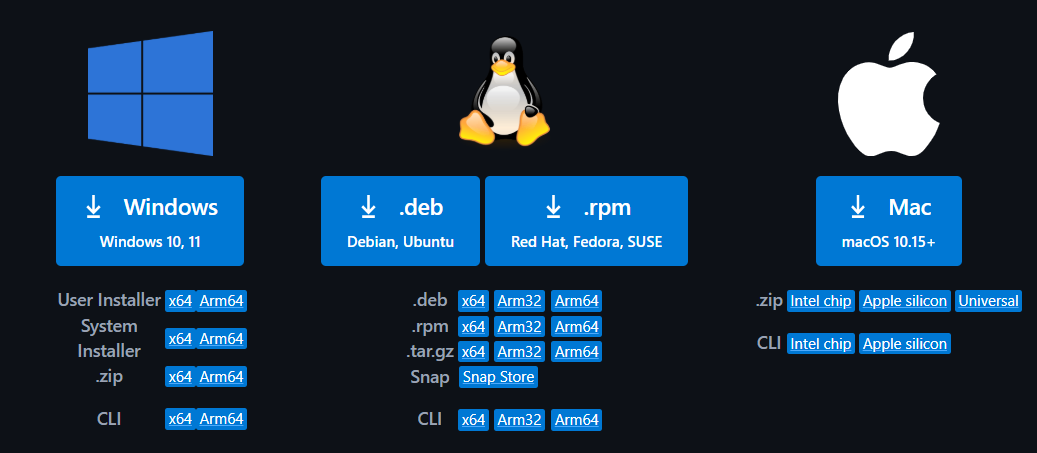 Windows
Windows 10, 11
User Installer x64 Arm64
System
Installer x64 Arm64
.zip x64 Arm64
CLI x64 Arm64
.deb
Debian, Ubuntu
.rpm
Red Hat, Fedora, SUSE
.deb x64 Arm32 Arm64
.rpm x64 Arm32 Arm64
.tar.gz x64 Arm32 Arm64
Snap Snap Store
CLI x64 Arm32 Arm64
Mac
macOS 10.15+
.zip Intel chip Apple silicon Universal
CLI Intel chip Apple silicon